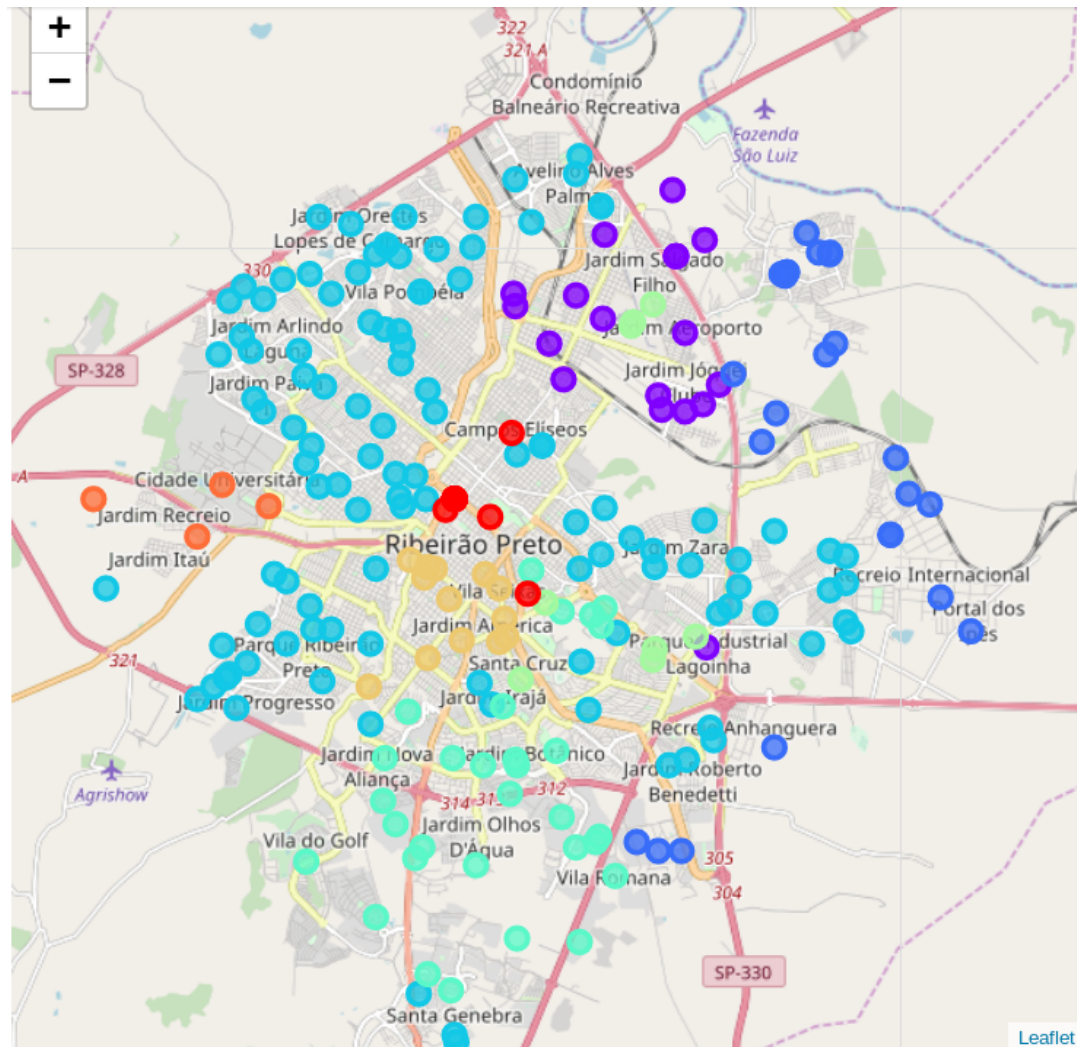 +
−
322
321 A
Condomínio
Balneário Recreativa
Fazenda
São Luiz
Avelino Alves
Palma
Jardim Orestes
Lopes de Camargo
330
Jardim Salgado
Filho
Vila Pompéia
Jardim Arlindo
Laguna
Jardim Aeroporto
SP-328
Jardim Jóquei
Clube
Jardim Paiva
Campos Elíseos
A
Cidade Universitária
Jardim Recreio
Ribeirão Preto
Jardim Zara
Jardim Itaú
Recreio Internacional
Vila Seixas
Portal dos
Ipês
Jardim América
Parque Ribeirão
Preto
Parque Industrial
Lagoinha
321
Santa Cruz
Jardim Progresso
Jardim Irajá
Recreio Anhanguera
Jardim Nova
Aliança
Jardim Botânico
Jardim Roberto
Benedetti
Agrishow
314
313
312
Jardim Olhos
D'Água
Vila do Golf
305
304
Vila Romana
SP-330
Santa Genebra
Leaflet